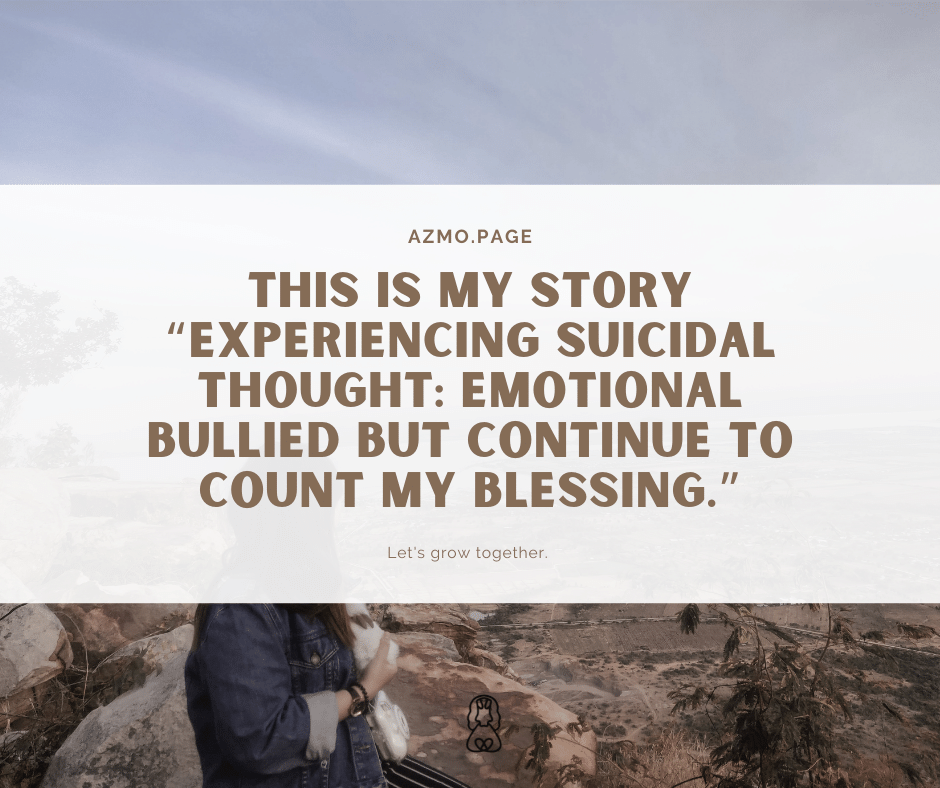 AZMO.PAGE
THIS IS MY STORY
“EXPERIENCING SUICIDAL
THOUGHT: EMOTIONAL
BULLIED BUT CONTINUE TO
COUNT MY BLESSING.”
Let's grow together.